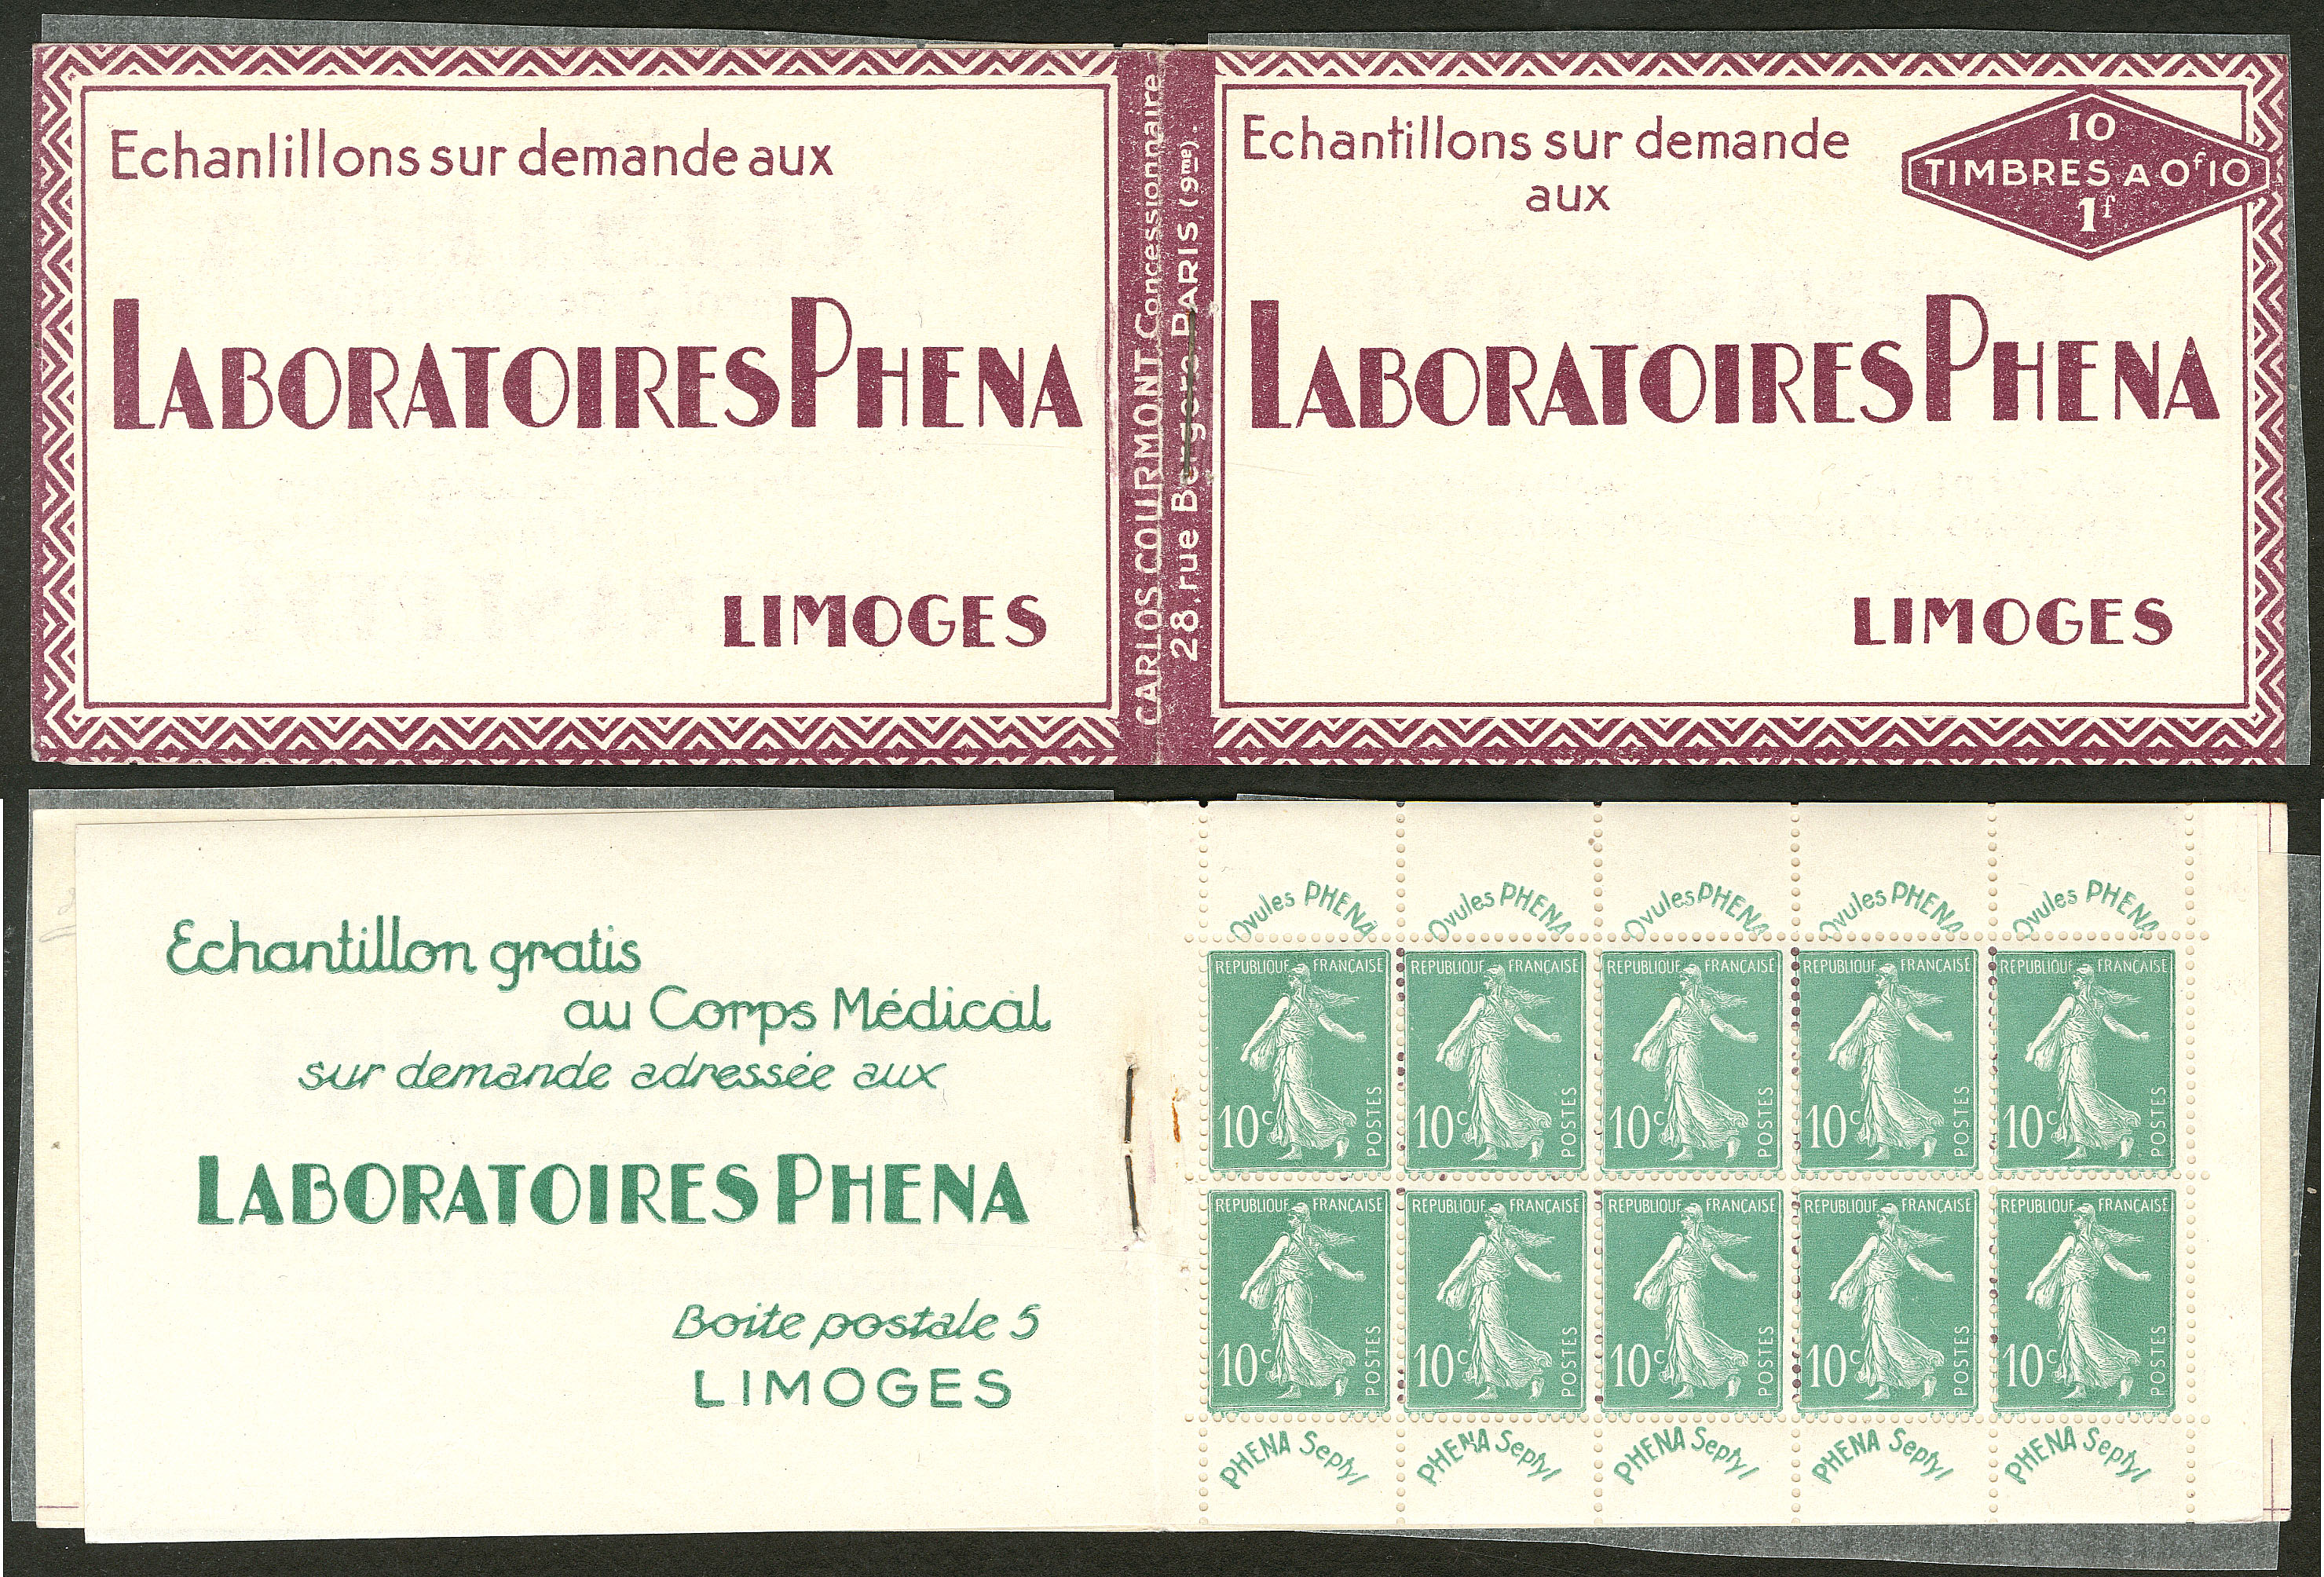 Echanlillons sur demande aux
LABORATOIRES PHENA
LIMOGES
CARLOS COURMONT. Concessionnaire
28. rue Bergère PARIS. (9me).
Echantillons sur demande
aux
10
TIMBRES A 0f10
1f
LABORATOIRES PHENA
LIMOGES
Echantillon gratis
au Corps Médical
sur demande adressée aux
LABORATOIRES PHENA
Boite postale 5
LIMOGES
Ovules PHENA Ovules PHENA Ovules PHENA Ovules PHENA Ovules PHENA
REPUBLIQUE FRANÇAISE REPUBLIQUE FRANÇAISE REPUBLIQUE FRANÇAISE REPUBLIQUE FRANÇAISE REPUBLIQUE FRANÇAISE
10c POSTES 10c POSTES 10c POSTES 10c POSTES 10c POSTES
REPUBLIQUE FRANÇAISE REPUBLIQUE FRANÇAISE REPUBLIQUE FRANÇAISE REPUBLIQUE FRANÇAISE REPUBLIQUE FRANÇAISE
10c POSTES 10c POSTES 10c POSTES 10c POSTES 10c POSTES
PHENA Septyl PHENA Septyl PHENA Septyl PHENA Septyl PHENA Septyl